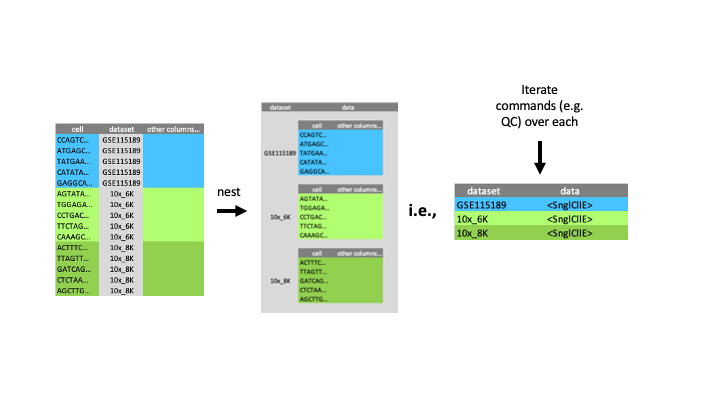 cell dataset other columns...
CCAGTC... GSE115189
ATGAGC... GSE115189
TATGAA... GSE115189
CATATA... GSE115189
GAGGCA... GSE115189
AGTATA... 10x_6K
TGGAGA... 10x_6K
CCTGAC... 10x_6K
TTCTAG... 10x_6K
CAAAGC... 10x_6K
ACTTTC... 10x_8K
TTAGTT... 10x_8K
GATCAG... 10x_8K
CTCTAA... 10x_8K
AGCTTG... 10x_8K
nest
dataset data
cell other columns...
CCAGTC...
ATGAGC...
GSE115189 TATGAA...
CATATA...
GAGGCA...
cell other columns...
AGTATA...
TGGAGA...
10x_6K CCTGAC...
TTCTAG...
CAAAGC...
cell other columns...
ACTTTC...
TTAGTT...
10x_8K GATCAG...
CTCTAA...
AGCTTG...
i.e.,
Iterate
commands (e.g.
QC) over each
dataset data
GSE115189 <SnglCllE>
10x_6K <SnglCllE>
10x_8K <SnglCllE>